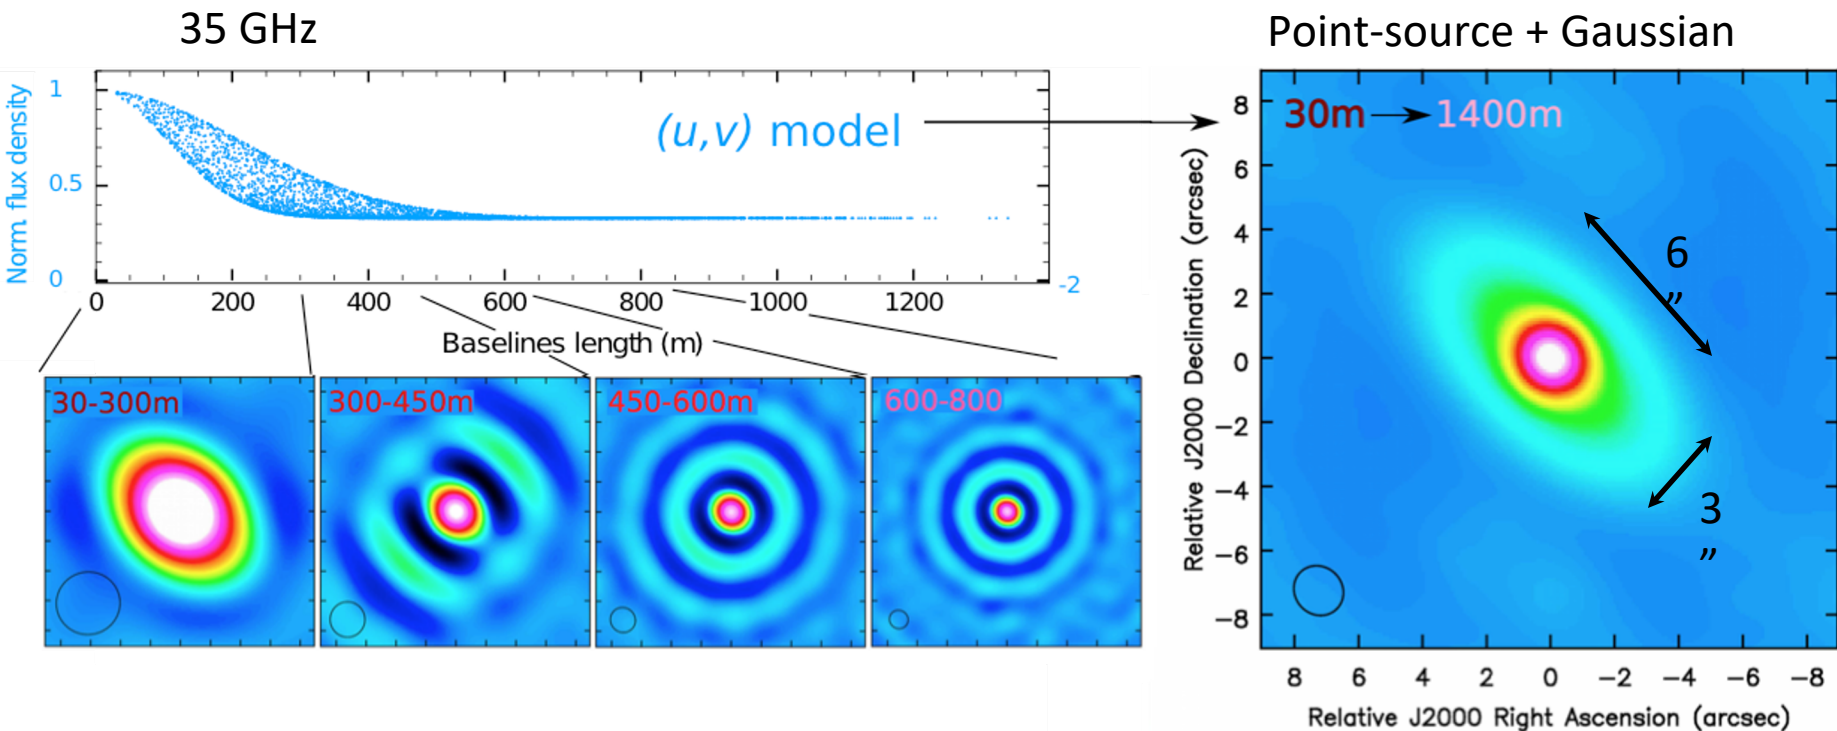 35 GHz
Point-source + Gaussian
Norm. flux density
1
0.5
0
(u,v) model
-2
0 200 400 600 800 1000 1200
Baselines length (m)
30-300m
300-450m
450-600m
600-800
30m 1400m
Relative J2000 Declination (arcsec)
8
6
4
2
0
−2
−4
−6
−8
6
”
3
”
8 6 4 2 0 −2 −4 −6 −8
Relative J2000 Right Ascension (arcsec)